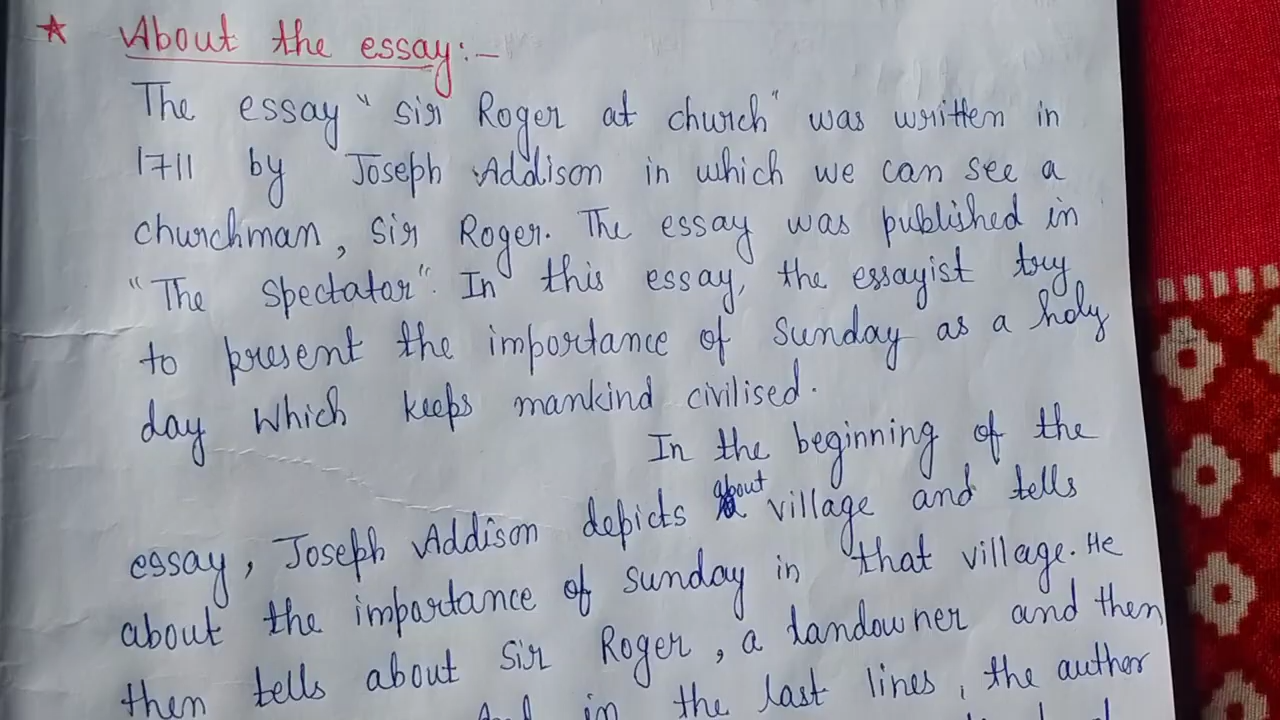 ★ About the essay:-
The essay "sir Roger at church" was written in
1711 by Joseph Addison in which we can see a
churchman, sir Roger. The essay was published in
"The Spectator". In this essay, the essayist try
to present the importance of Sunday as a holy
day which keeps mankind civilised.
In the beginning of the
essay, Joseph Addison depicts about village and tells
about the importance of Sunday in that village. He
then tells about Sir Roger, a landowner and then
And in the last lines, the author